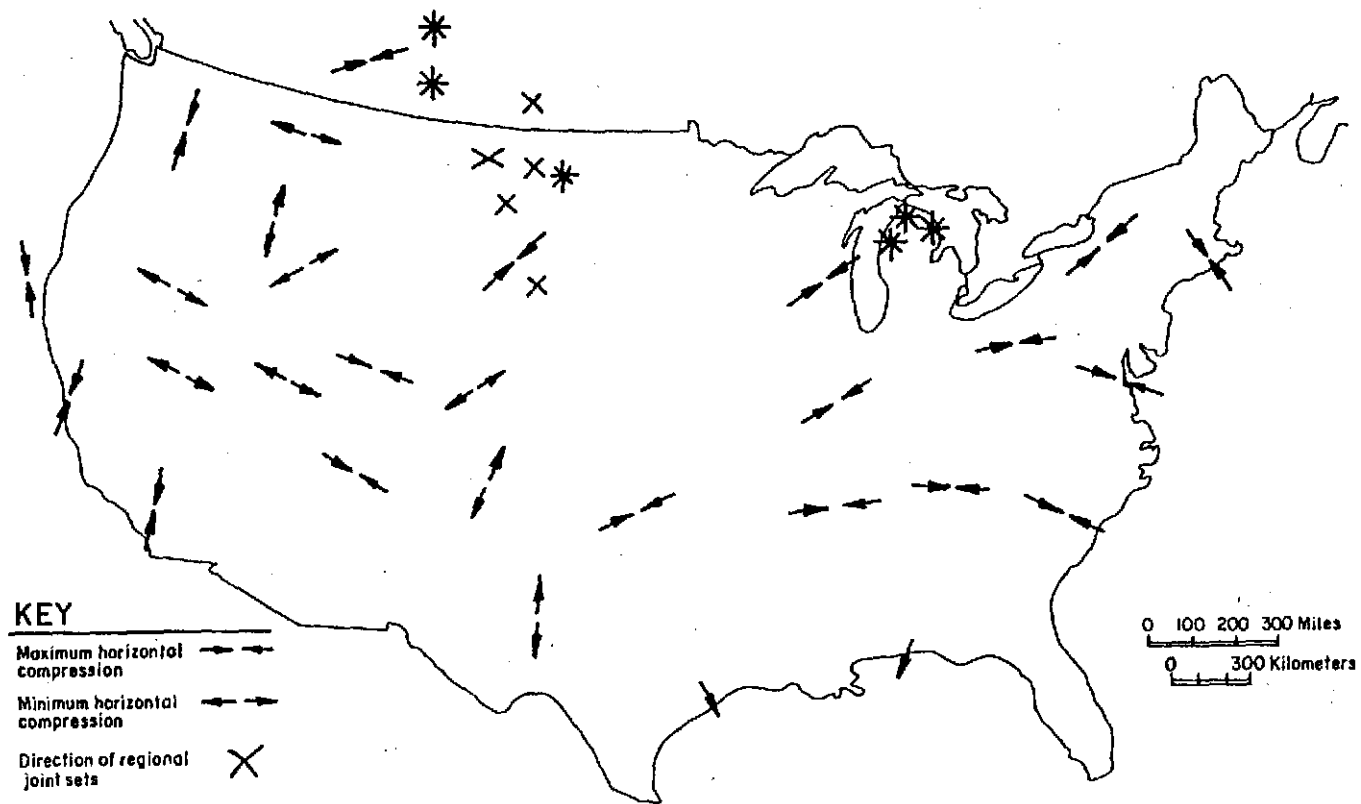 KEY
Maximum horizontal
compression
Minimum horizontal
compression
Direction of regional
joint sets
0 100 200 300 Miles
0 300 Kilometers